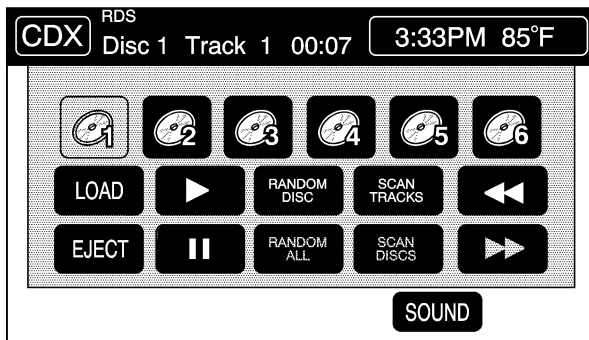 RDS
CDX Disc 1 Track 1 00:07 3:33PM 85°F
1 2 3 4 5 6
LOAD RANDOM DISC SCAN TRACKS
EJECT RANDOM ALL SCAN DISCS
SOUND